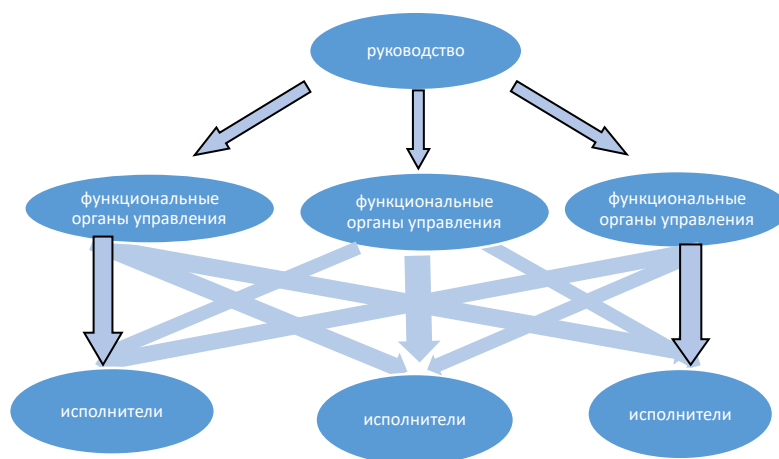 руководство
функциональные
органы управления
функциональные
органы управления
функциональные
органы управления
исполнители
исполнители
исполнители